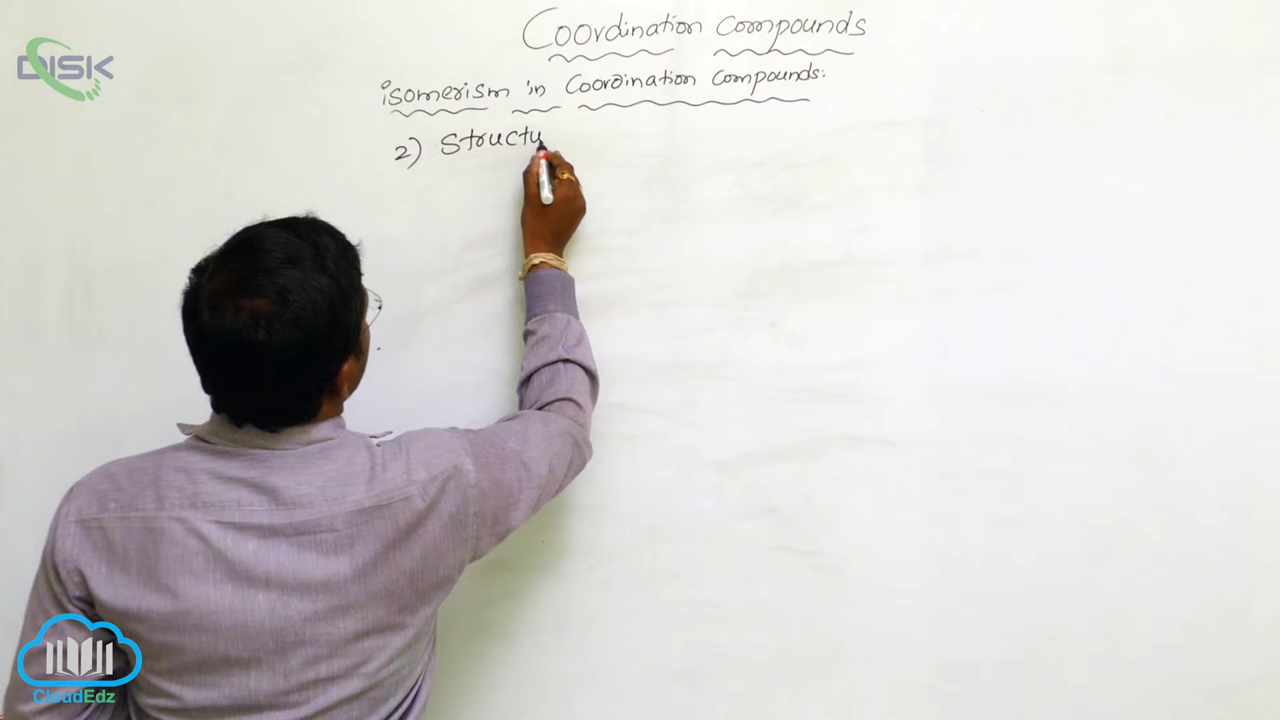 DISK
Coordination Compounds
isomerism in Coordination Compounds:
2) Structu
CloudEdz